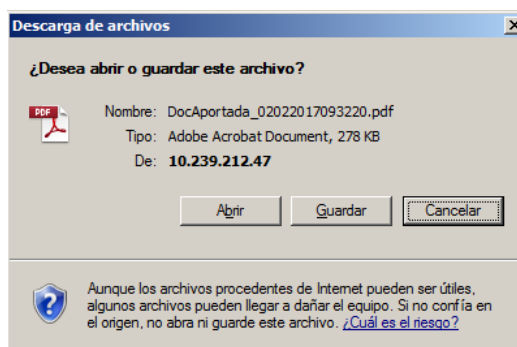 Descarga de archivos
¿Desea abrir o guardar este archivo?
PDF
Nombre: DocAportada_02022017093220.pdf
Tipo: Adobe Acrobat Document, 278 KB
De: 10.239.212.47
Abrir Guardar Cancelar
Aunque los archivos procedentes de Internet pueden ser útiles,
algunos archivos pueden llegar a dañar el equipo. Si no confía en
el origen, no abra ni guarde este archivo. ¿Cuál es el riesgo?